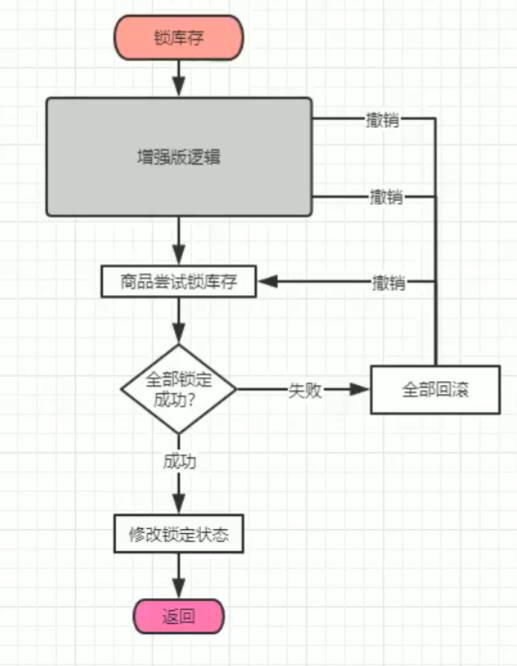 锁库存
撤销
增强版逻辑
撤销
商品尝试锁库存
撤销
全部锁定
成功?
失败
全部回滚
成功
修改锁定状态
返回